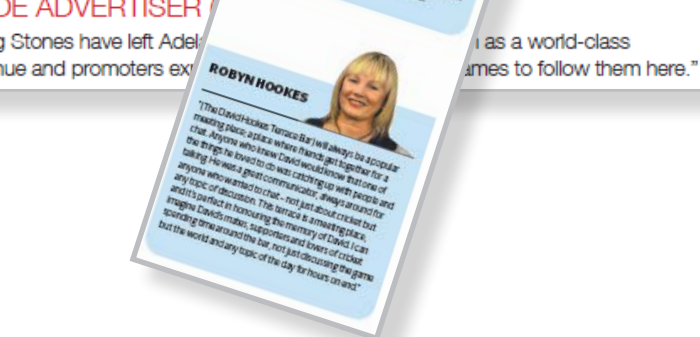 DE ADVERTISER
g Stones have left Adel
n as a world-class
nue and promoters ex
ames to follow them here."
ROBYN HOOKES
"(The David Hookes Terrace Bar) will always be a popular
meeting place; a place where friends get together for a
chat. Anyone who knew David would know that one of
the things he loved to do was catching up with people and
talking. He was a great communicator, always around for
anyone who wanted to chat – not just about cricket but
any topic of discussion. This terrace is a meeting place,
and it's perfect in honouring the memory of David. I can
imagine David's mates, supporters and lovers of cricket
spending time around the bar, not just discussing the game
but the world and any topic of the day for hours on end."